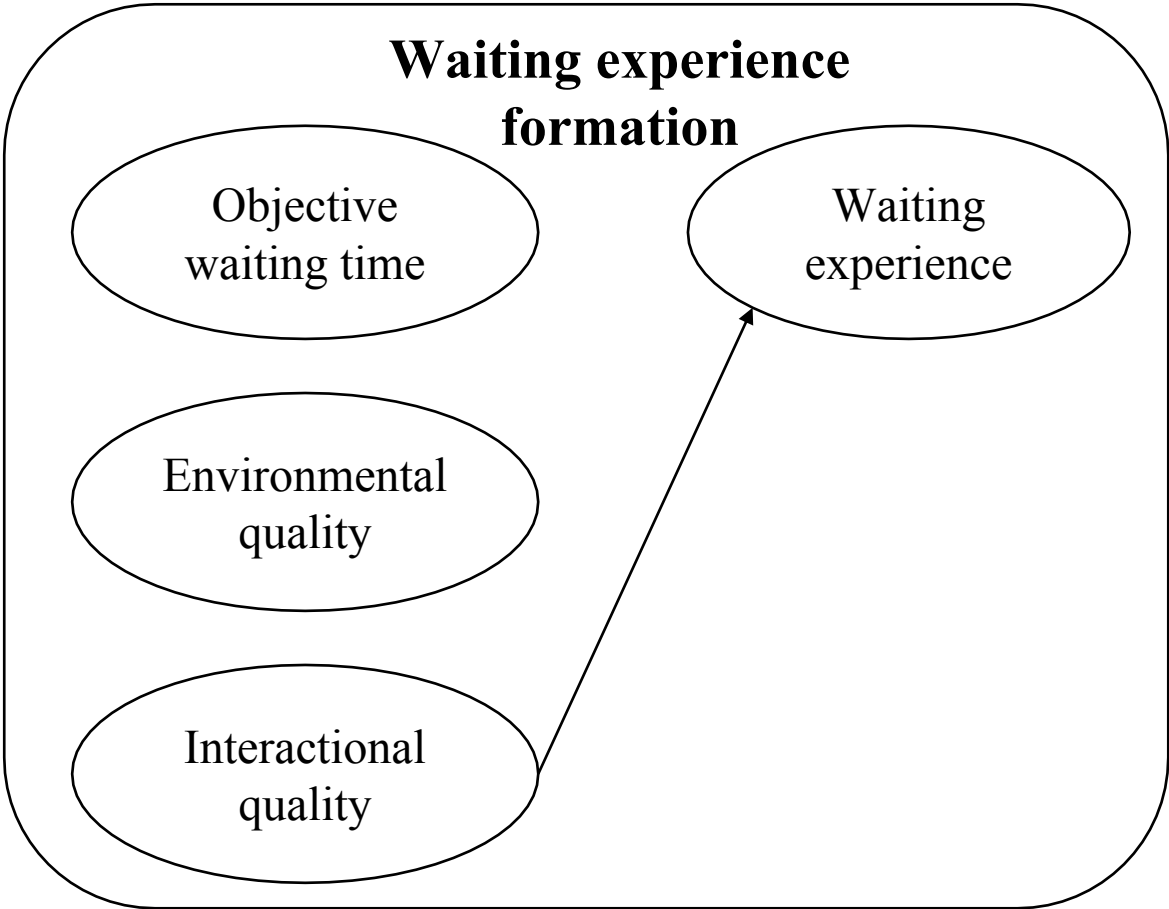 Waiting experience
formation
Objective
waiting time
Waiting
experience
Environmental
quality
Interactional
quality